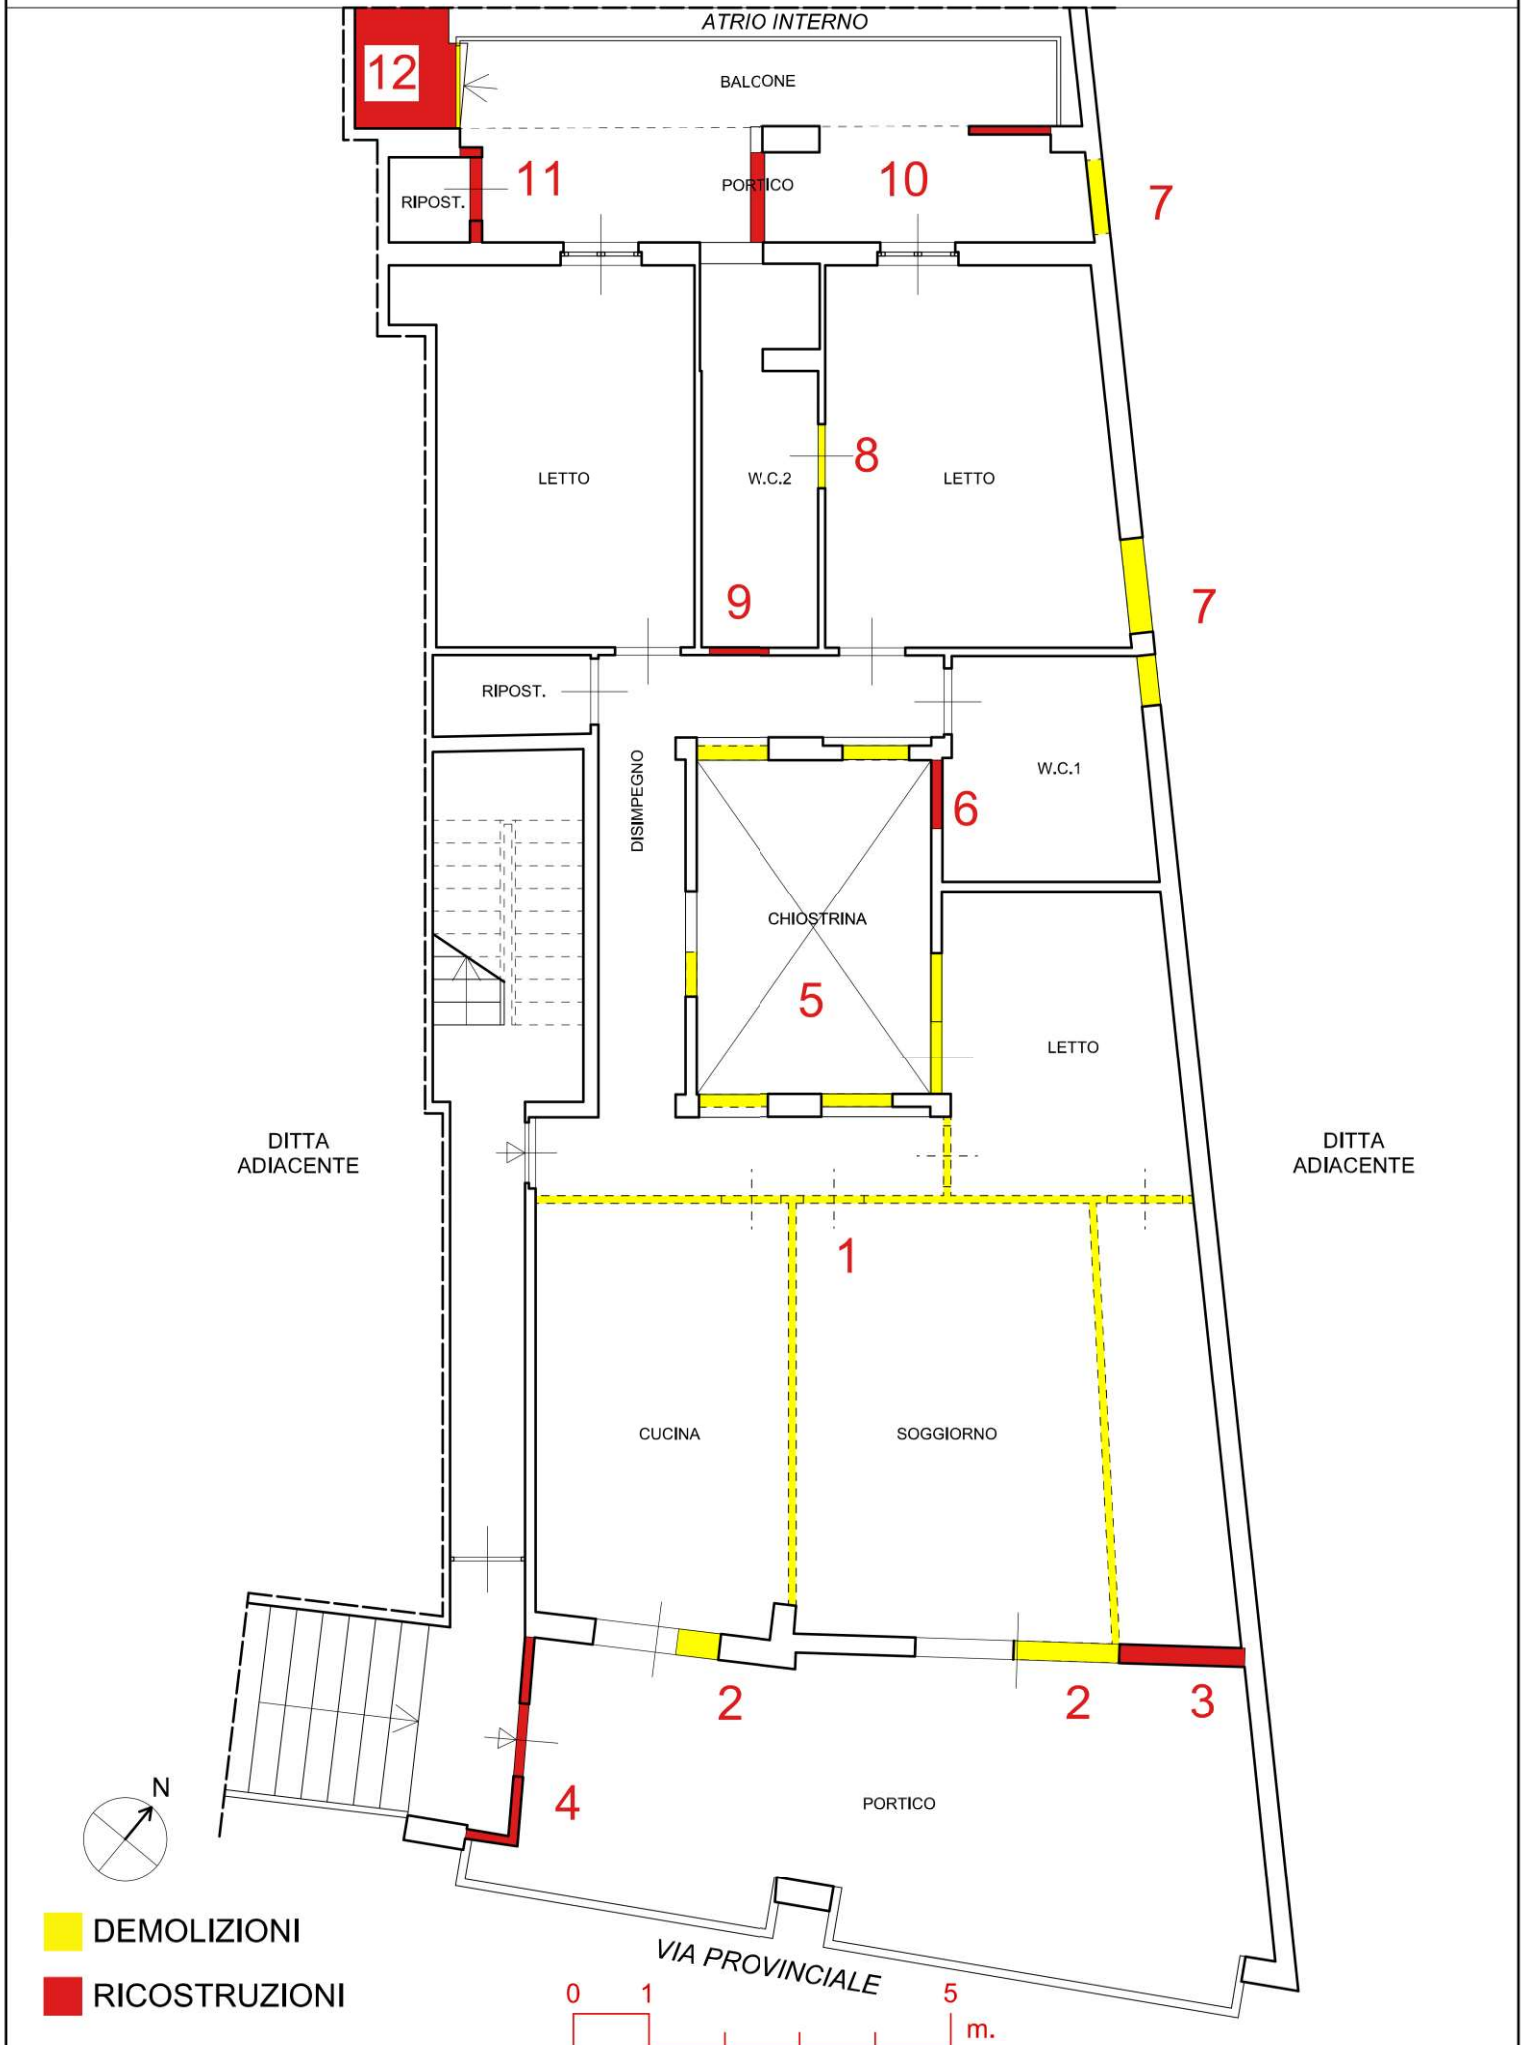 ATRIO INTERNO
12
BALCONE
11
PORTICO
10
7
RIPOST.
8
LETTO
W.C.2
LETTO
9
7
RIPOST.
DISIMPEGNO
W.C.1
6
CHIOSTRINA
5
LETTO
DITTA
ADIACENTE
DITTA
ADIACENTE
1
CUCINA
SOGGIORNO
2
2
3
4
PORTICO
N
DEMOLIZIONI
VIA PROVINCIALE
RICOSTRUZIONI
0 1 5
m.